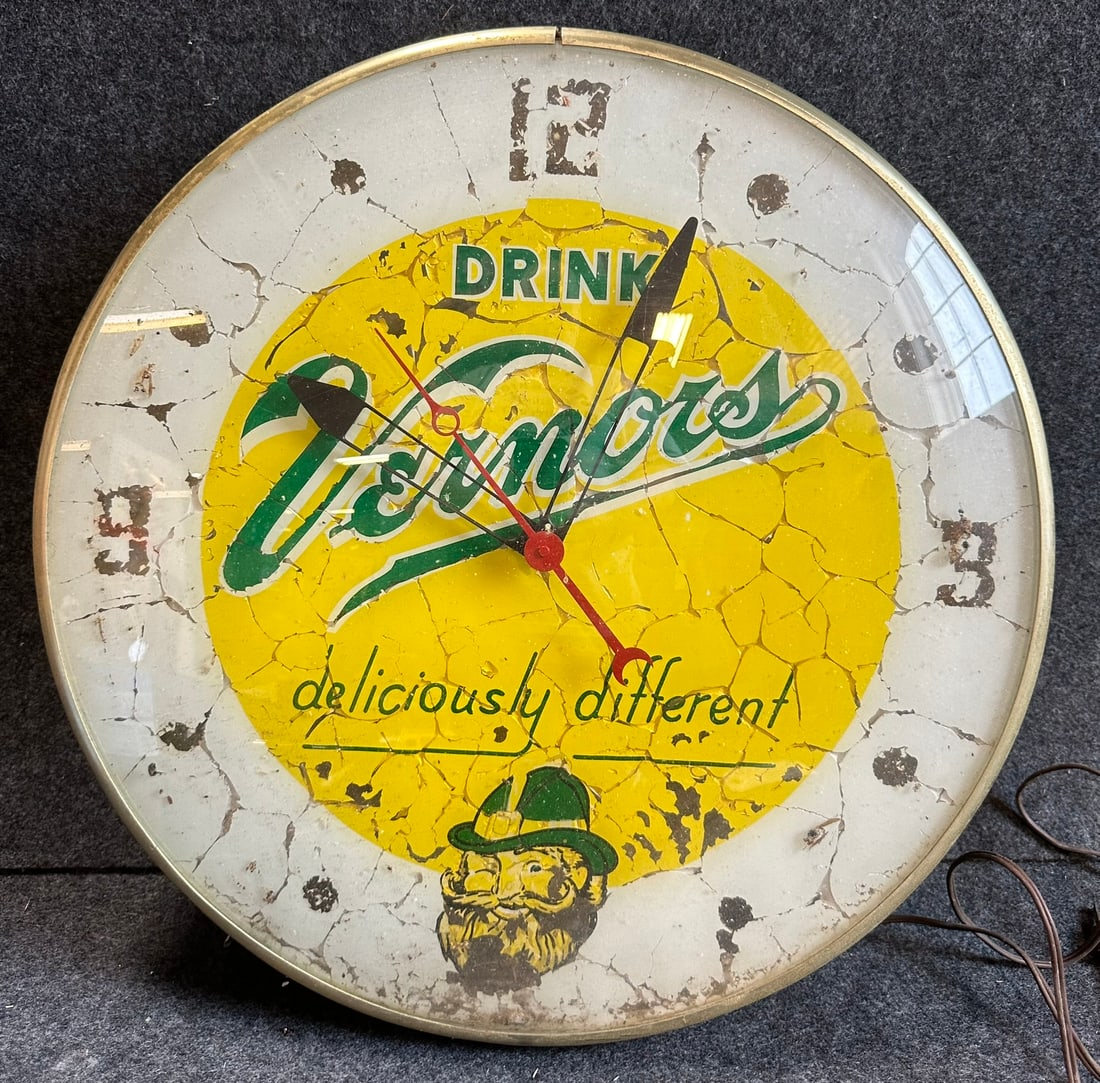 12
DRINK
Vernors
9
3
deliciously different